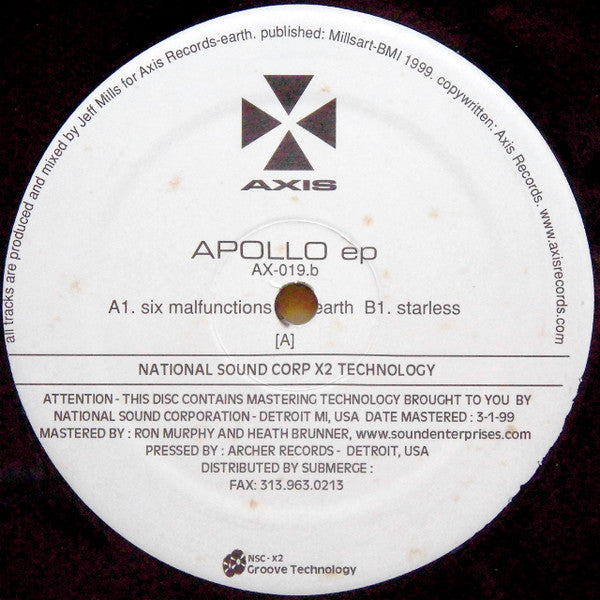 all tracks are produced and mixed by Jeff Mills for Axis Records-earth. published: Millsart-BMI 1999. copywritten: Axis Records. www.axisrecords.com
AXIS
APOLLO ep
AX-019.b
A1. six malfunctions earth B1. starless
[A]
NATIONAL SOUND CORP X2 TECHNOLOGY
ATTENTION - THIS DISC CONTAINS MASTERING TECHNOLOGY BROUGHT TO YOU BY
NATIONAL SOUND CORPORATION - DETROIT MI, USA DATE MASTERED : 3-1-99
MASTERED BY : RON MURPHY AND HEATH BRUNNER, www.soundenterprises.com
PRESSED BY : ARCHER RECORDS - DETROIT, USA
DISTRIBUTED BY SUBMERGE :
FAX: 313.963.0213
NSC - X2
Groove Technology